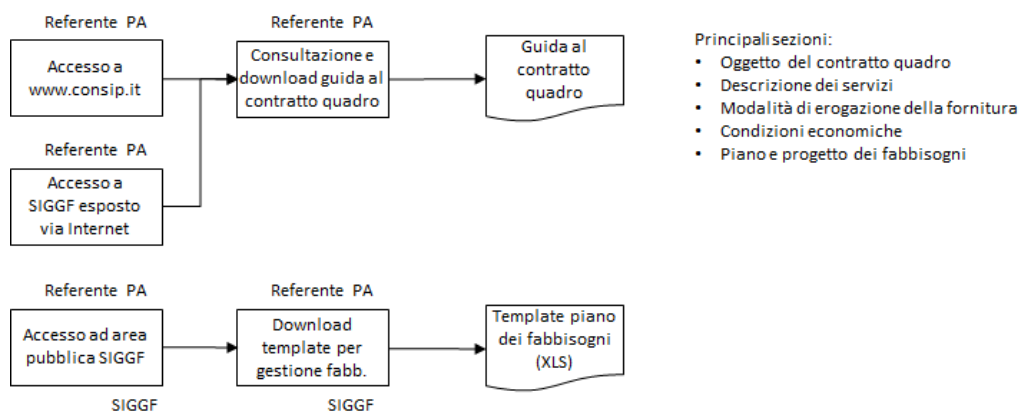 Referente PA
Referente PA
Accesso a
www.consip.it
Consultazione e
download guida al
contratto quadro
Guida al
contratto
quadro
Principali sezioni:
• Oggetto del contratto quadro
• Descrizione dei servizi
• Modalità di erogazione della fornitura
• Condizioni economiche
• Piano e progetto dei fabbisogni
Referente PA
Accesso a
SIGGF esposto
via Internet
Referente PA
Referente PA
Accesso ad area
pubblica SIGGF
Download
template per
gestione fabb.
Template piano
dei fabbisogni
(XLS)
SIGGF
SIGGF